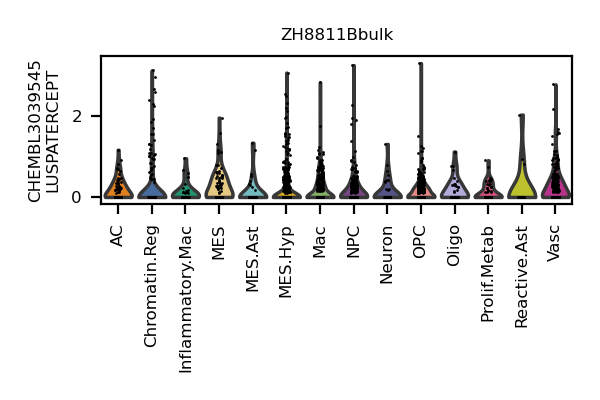 ZH8811Bbulk
CHEMBL3039545
LUSPATERCEPT
2
0
AC
Chromatin.Reg
Inflammatory.Mac
MES
MES.Ast
MES.Hyp
Mac
NPC
Neuron
OPC
Oligo
Prolif.Metab
Reactive.Ast
Vasc